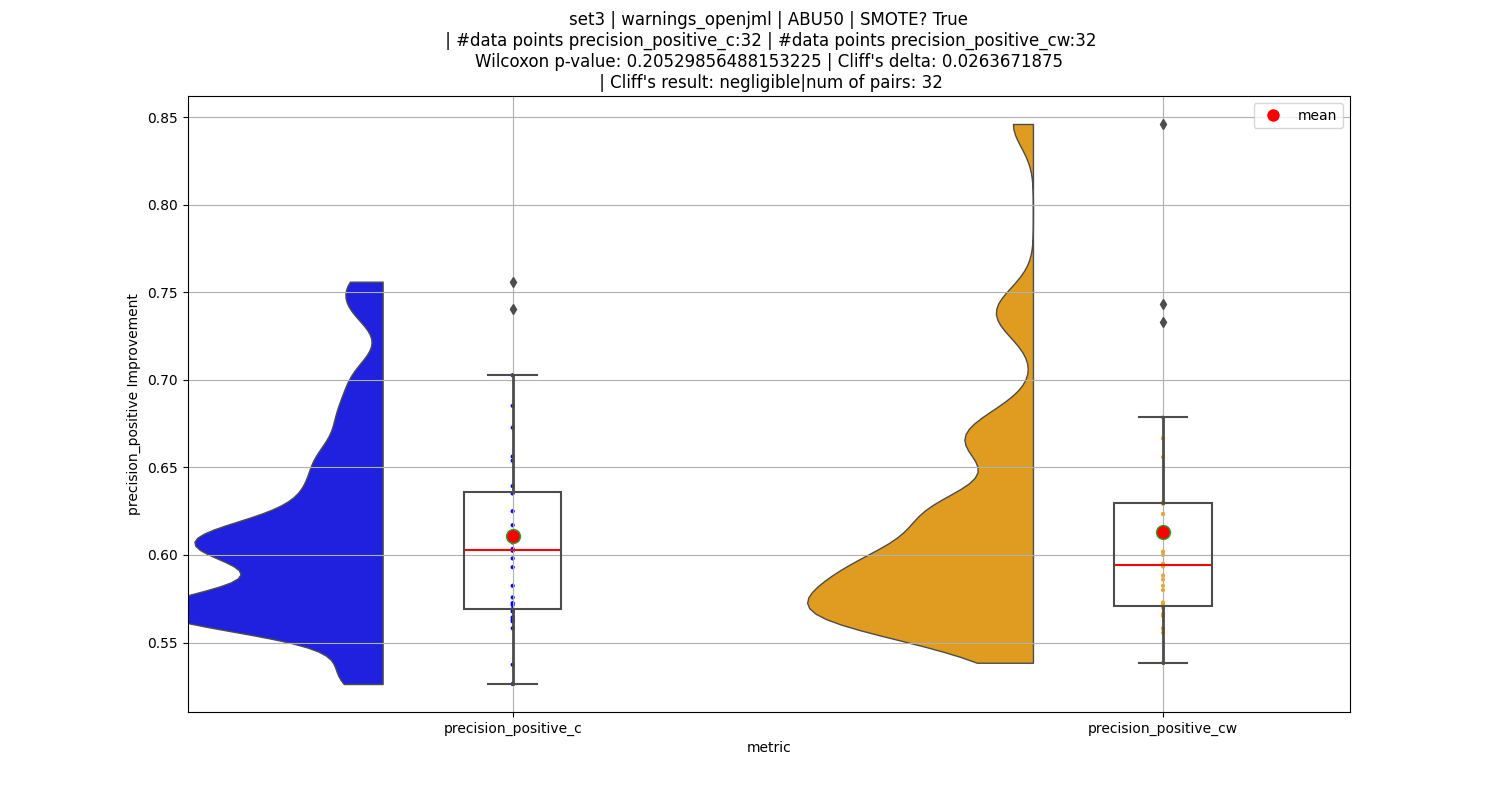 set3 | warnings_openjml | ABU50 | SMOTE? True
| #data points precision_positive_c:32 | #data points precision_positive_cw:32
Wilcoxon p-value: 0.20529856488153225 | Cliff's delta: 0.0263671875
| Cliff's result: negligible|num of pairs: 32
mean
0.85
0.80
0.75
0.70
0.65
0.60
0.55
precision_positive Improvement
precision_positive_c
precision_positive_cw
metric